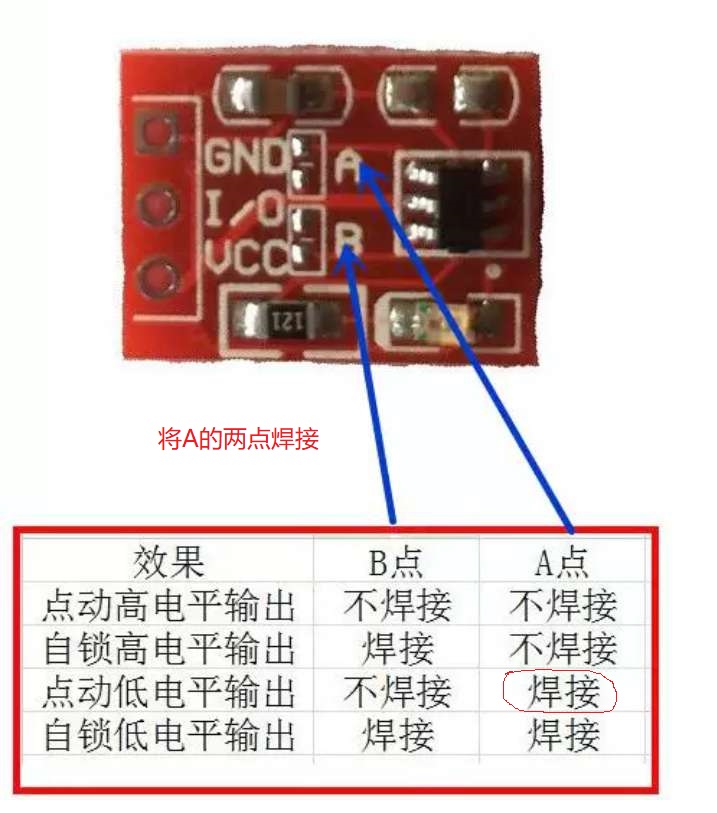 GND A
I/O
VCC B
121
将A的两点焊接
效果 B点 A点
点动高电平输出 不焊接 不焊接
自锁高电平输出 焊接 不焊接
点动低电平输出 不焊接 焊接
自锁低电平输出 焊接 焊接